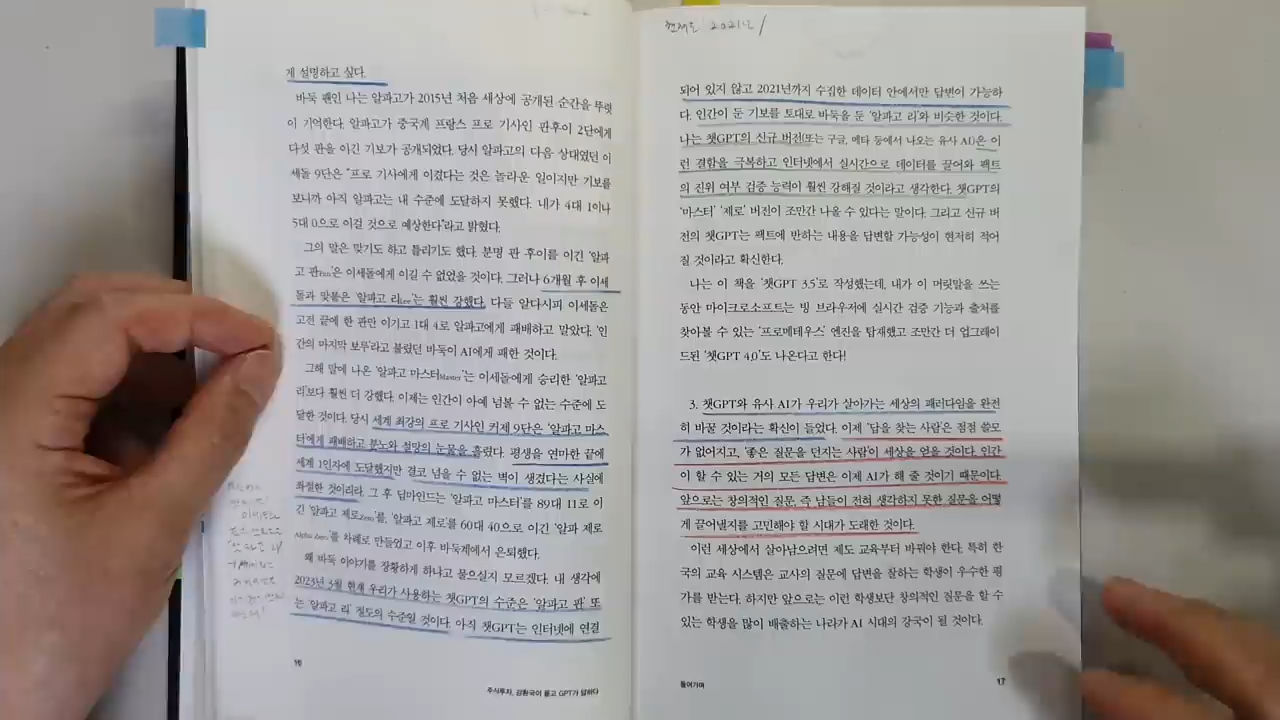 게 설명하고 싶다.
바둑 팬인 나는 알파고가 2015년 처음 세상에 공개된 순간을 뚜렷
이 기억한다. 알파고가 중국계 프랑스 프로 기사인 판후이 2단에게
다섯 판을 이긴 기보가 공개되었다. 당시 알파고의 다음 상대였던 이
세돌 9단은 "프로 기사에게 이겼다는 것은 놀라운 일이지만 기보를
보니까 아직 알파고는 내 수준에 도달하지 못했다. 내가 4대 1이나
5대 0으로 이길 것으로 예상한다"라고 밝혔다.
그의 말은 맞기도 하고 틀리기도 했다. 분명 판 후이를 이긴 '알파
고 판Fan'은 이세돌에게 이길 수 없었을 것이다. 그러나 6개월 후 이세
돌과 맞붙은 '알파고 리Lee'는 훨씬 강했다. 다들 알다시피 이세돌은
고전 끝에 한 판만 이기고 1대 4로 알파고에게 패배하고 말았다. '인
간의 마지막 보루'라고 불렸던 바둑이 AI에게 패한 것이다.
그해 말에 나온 '알파고 마스터Master'는 이세돌에게 승리한 '알파고
리'보다 훨씬 더 강했다. 이제는 인간이 아예 넘볼 수 없는 수준에 도
달한 것이다. 당시 세계 최강의 프로 기사인 커제 9단은 '알파고 마스
터'에게 패배하고 분노와 절망의 눈물을 흘렸다. 평생을 연마한 끝에
세계 1인자에 도달했지만 결코 넘을 수 없는 벽이 생겼다는 사실에
좌절한 것이리라. 그 후 딥마인드는 '알파고 마스터'를 89대 11로 이
긴 '알파고 제로Zero'를, '알파고 제로'를 60대 40으로 이긴 '알파 제로
Alpha Zero'를 차례로 만들었고 이후 바둑계에서 은퇴했다.
왜 바둑 이야기를 장황하게 하냐고 물으실지 모르겠다. 내 생각에
2023년 3월 현재 우리가 사용하는 챗GPT의 수준은 '알파고 판' 또
는 '알파고 리' 정도의 수준일 것이다. 아직 챗GPT는 인터넷에 연결
16
주식투자, 강환국이 묻고 GPT가 답하다
현재도 2021년
되어 있지 않고 2021년까지 수집한 데이터 안에서만 답변이 가능하
다. 인간이 둔 기보를 토대로 바둑을 둔 '알파고 리'와 비슷한 것이다.
나는 챗GPT의 신규 버전(또는 구글, 메타 등에서 나오는 유사 AI)은 이
런 결함을 극복하고 인터넷에서 실시간으로 데이터를 끌어와 팩트
의 진위 여부 검증 능력이 훨씬 강해질 것이라고 생각한다. 챗GPT의
'마스터' '제로' 버전이 조만간 나올 수 있다는 말이다. 그리고 신규 버
전의 챗GPT는 팩트에 반하는 내용을 답변할 가능성이 현저히 적어
질 것이라고 확신한다.
나는 이 책을 '챗GPT 3.5'로 작성했는데, 내가 이 머릿말을 쓰는
동안 마이크로소프트는 빙 브라우저에 실시간 검증 기능과 출처를
찾아볼 수 있는 '프로메테우스' 엔진을 탑재했고 조만간 더 업그레이
드된 '챗GPT 4.0'도 나온다고 한다!
3. 챗GPT와 유사 AI가 우리가 살아가는 세상의 패러다임을 완전
히 바꿀 것이라는 확신이 들었다. 이제 '답을 찾는 사람'은 점점 쓸모
가 없어지고, '좋은 질문을 던지는 사람'이 세상을 얻을 것이다. 인간
이 할 수 있는 거의 모든 답변은 이제 AI가 해 줄 것이기 때문이다.
앞으로는 창의적인 질문, 즉 남들이 전혀 생각하지 못한 질문을 어떻
게 끌어낼지를 고민해야 할 시대가 도래한 것이다.
이런 세상에서 살아남으려면 제도 교육부터 바꿔야 한다. 특히 한
국의 교육 시스템은 교사의 질문에 답변을 잘하는 학생이 우수한 평
가를 받는다. 하지만 앞으로는 이런 학생보단 창의적인 질문을 할 수
있는 학생을 많이 배출하는 나라가 AI 시대의 강국이 될 것이다.
들어가며
17